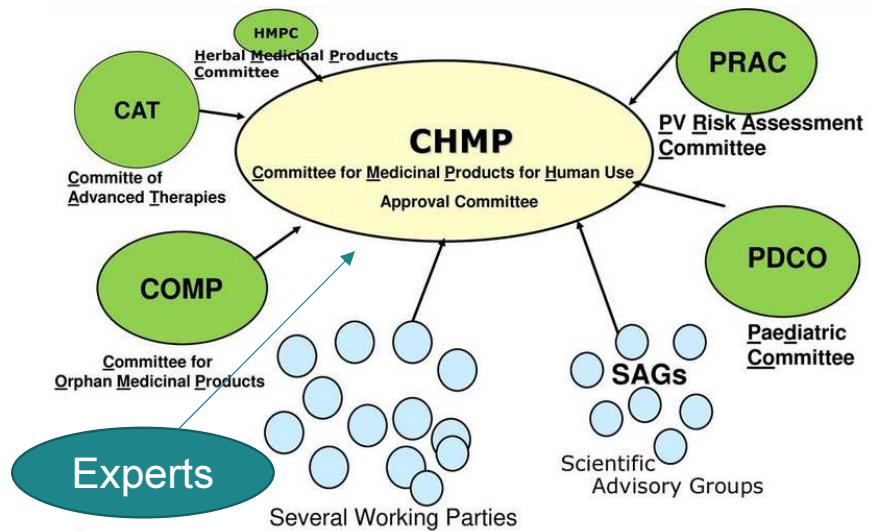 HMPC
Herbal Medicinal Products
Committee
CAT
Committe of
Advanced Therapies
CHMP
Committee for Medicinal Products for Human Use
Approval Committee
PRAC
PV Risk Assessment
Committee
COMP
Committee for
Orphan Medicinal Products
PDCO
Paediatric
Committee
SAGs
Scientific
Advisory Groups
Experts
Several Working Parties